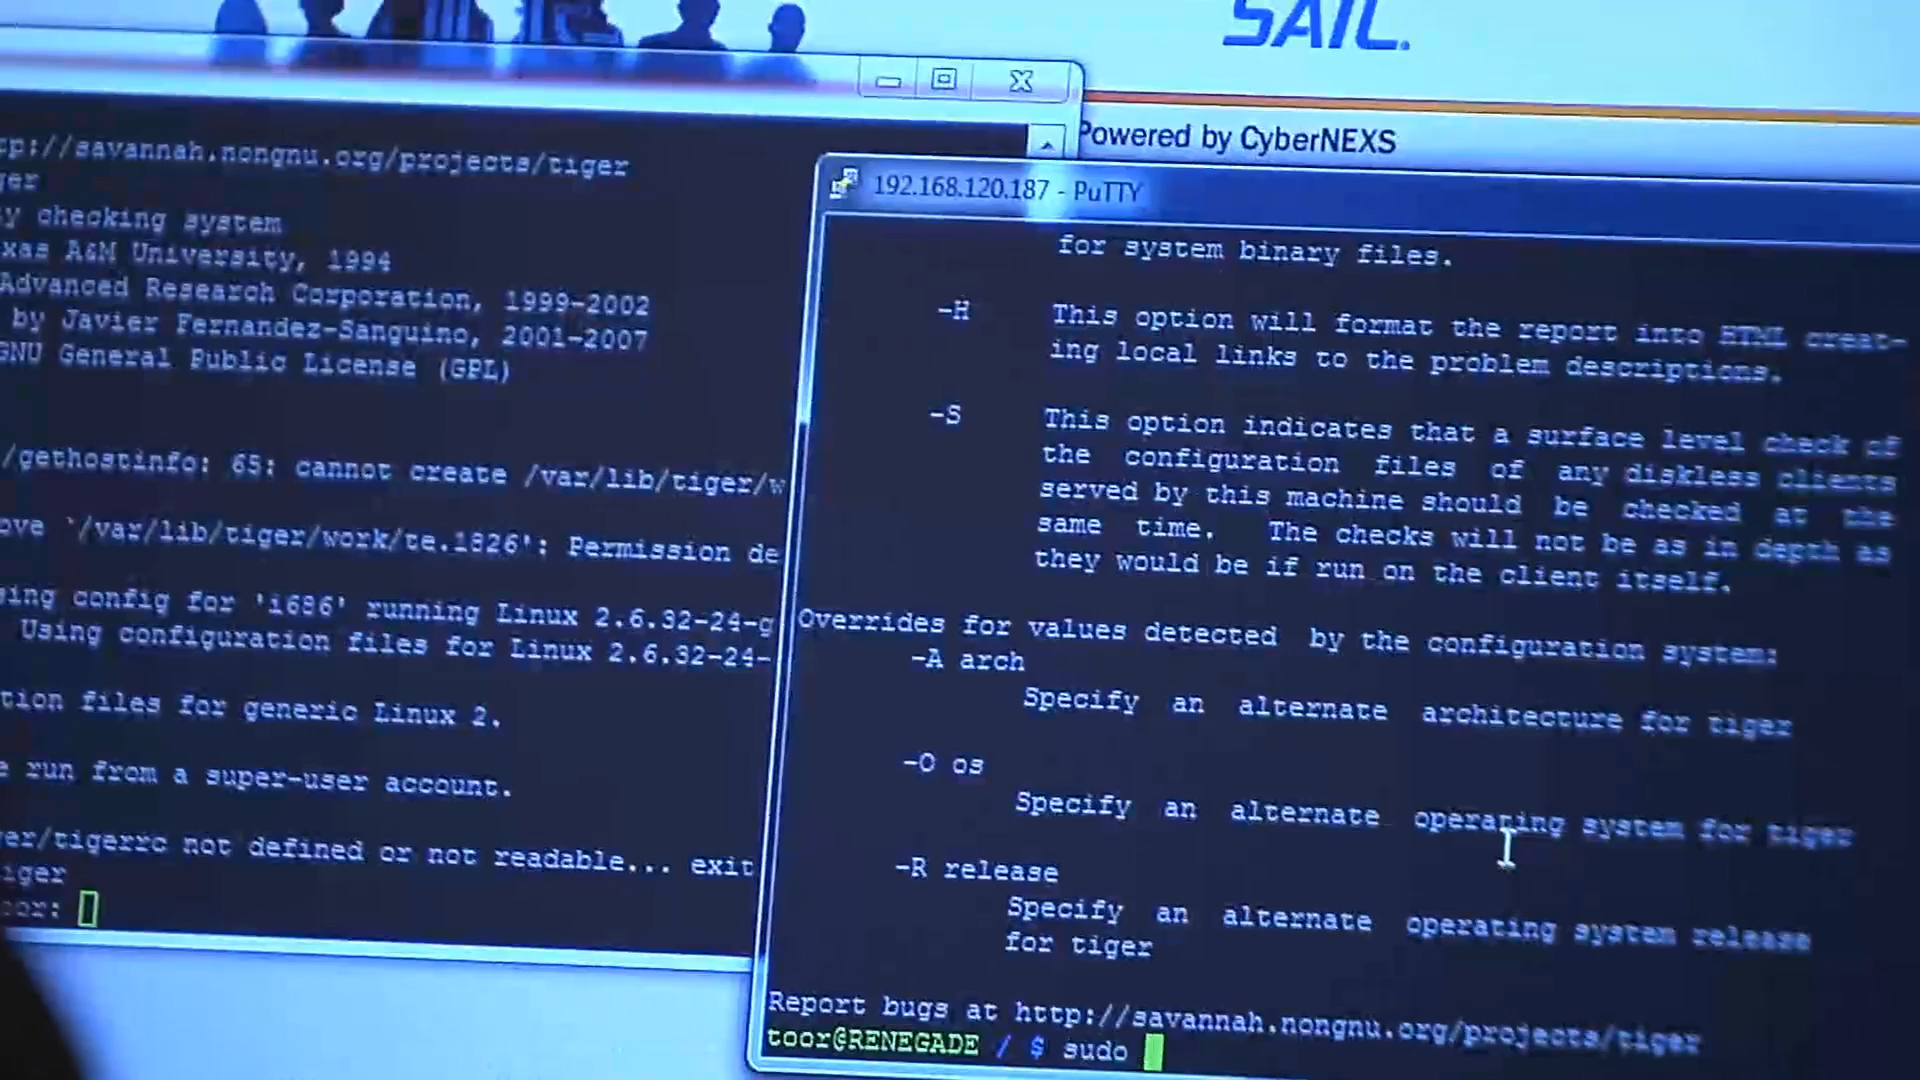 SAIL.
Powered by CyberNEXS
tp://savannah.nongnu.org/projects/tiger
ger
y checking system
xas A&M University, 1994
Advanced Research Corporation, 1999-2002
by Javier Fernandez-Sanguino, 2001-2007
GNU General Public License (GPL)
/gethostinfo: 65: cannot create /var/lib/tiger/w
ove `/var/lib/tiger/work/te.1826': Permission de
sing config for 'i686' running Linux 2.6.32-24-g
Using configuration files for Linux 2.6.32-24-
tion files for generic Linux 2.
e run from a super-user account.
ger/tigerrc not defined or not readable... exit
tiger
oor:
192.168.120.187 - PuTTY
for system binary files.
-H This option will format the report into HTML creat-
ing local links to the problem descriptions.
-S This option indicates that a surface level check of
the configuration files of any diskless clients
served by this machine should be checked at the
same time. The checks will not be as in depth as
they would be if run on the client itself.
Overrides for values detected by the configuration system:
-A arch
Specify an alternate architecture for tiger
-O os
Specify an alternate operating system for tiger
-R release
Specify an alternate operating system release
for tiger
Report bugs at http://savannah.nongnu.org/projects/tiger
toor@RENEGADE / $ sudo